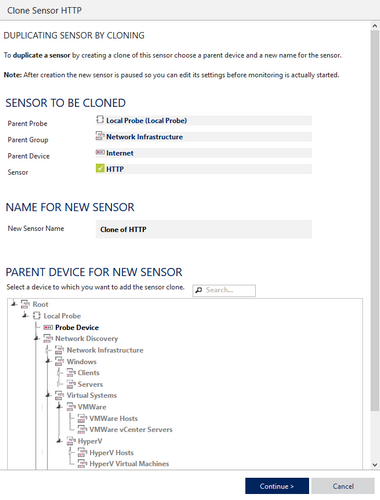 Clone Sensor HTTP
DUPLICATING SENSOR BY CLONING
To duplicate a sensor by creating a clone of this sensor choose a parent device and a new name for the sensor.
Note: After creation the new sensor is paused so you can edit its settings before monitoring is actually started.
SENSOR TO BE CLONED
Parent Probe Local Probe (Local Probe)
Parent Group Network Infrastructure
Parent Device Internet
Sensor HTTP
NAME FOR NEW SENSOR
New Sensor Name Clone of HTTP
PARENT DEVICE FOR NEW SENSOR
Select a device to which you want to add the sensor clone. Search...
Root
Local Probe
Probe Device
Network Discovery
Network Infrastructure
Windows
Clients
Servers
Virtual Systems
VMWare
VMWare Hosts
VMWare vCenter Servers
HyperV
HyperV Hosts
HyperV Virtual Machines
Continue > Cancel